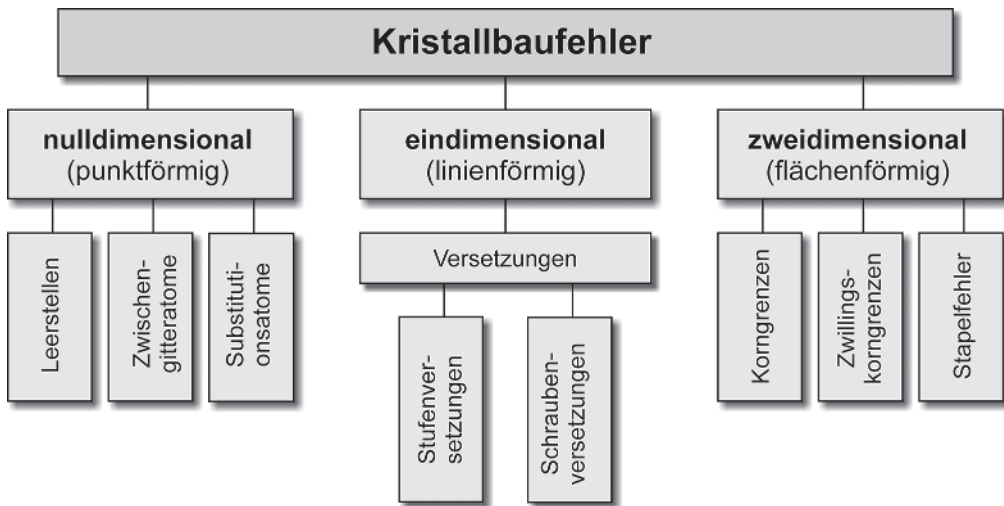 Kristallbaufehler
nulldimensional
(punktförmig)
eindimensional
(linienförmig)
zweidimensional
(flächenförmig)
Leerstellen
Zwischen-
gitteratome
Substituti-
onsatome
Versetzungen
Stufenver-
setzungen
Schrauben-
versetzungen
Korngrenzen
Zwillings-
korngrenzen
Stapelfehler